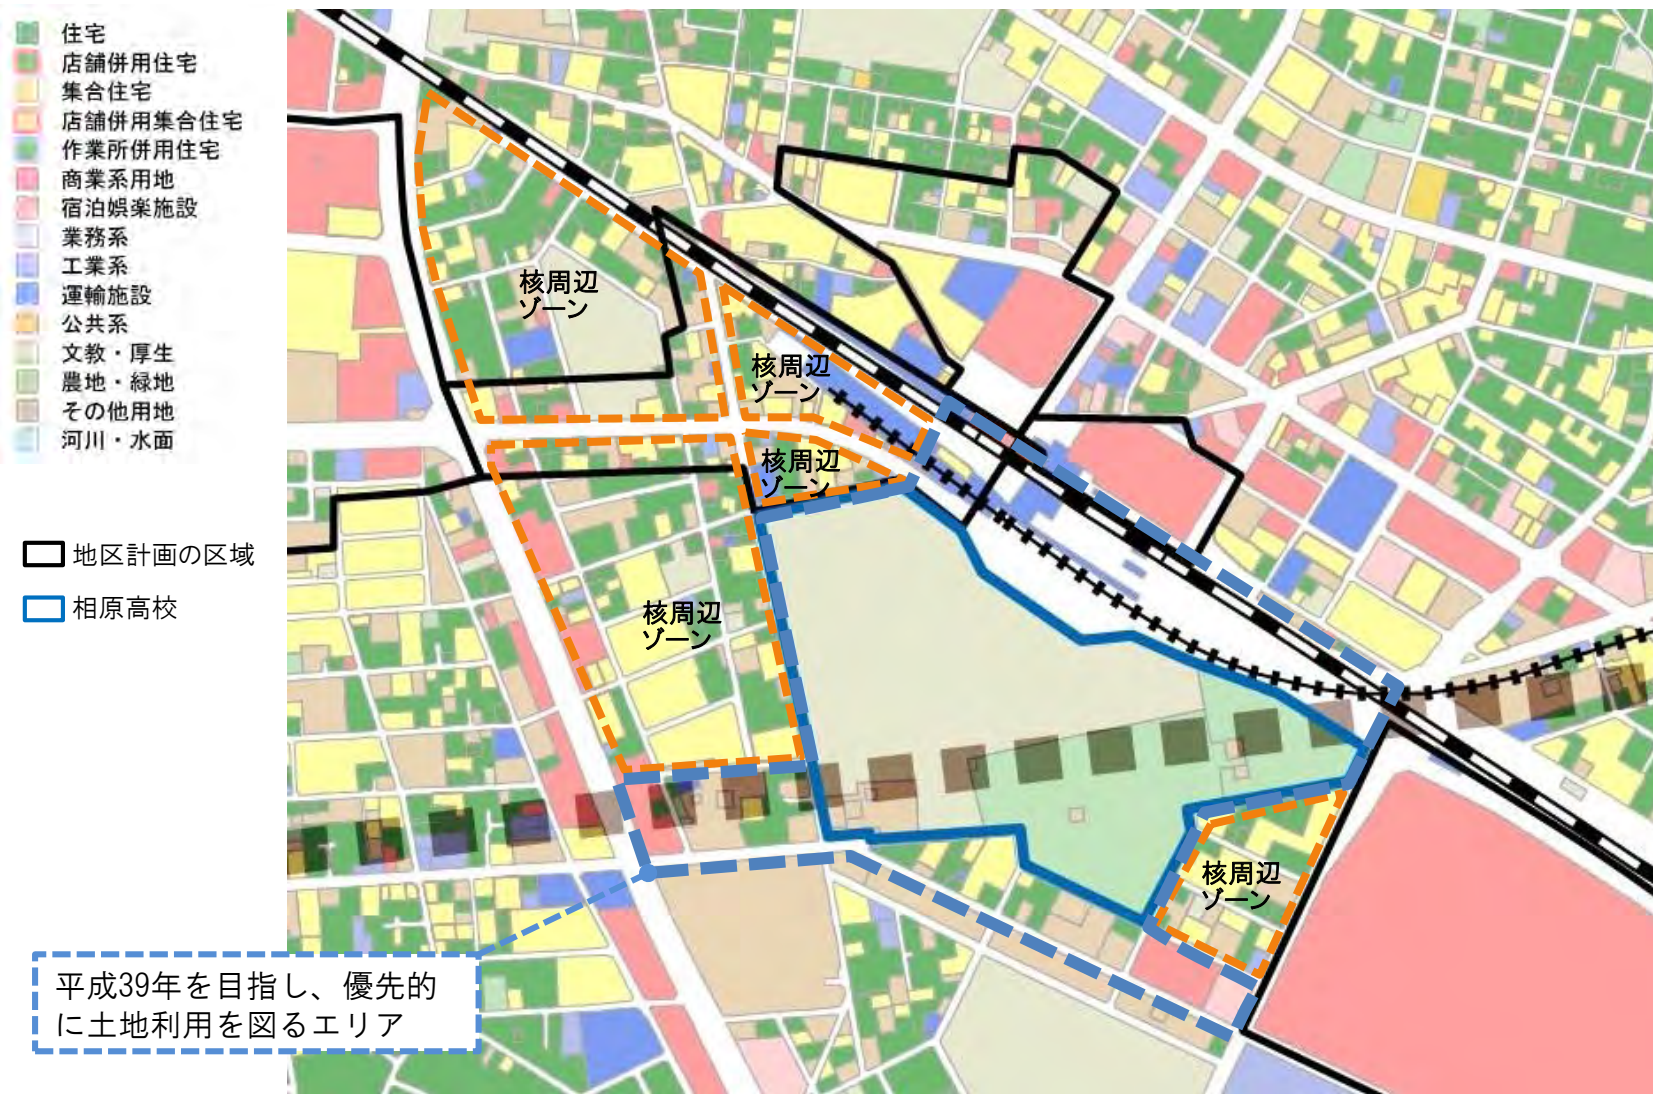 住宅
店舗併用住宅
集合住宅
店舗併用集合住宅
作業所併用住宅
商業系用地
宿泊娯楽施設
業務系
工業系
運輸施設
公共系
文教・厚生
農地・緑地
その他用地
河川・水面
地区計画の区域
相原高校
核周辺
ゾーン
核周辺
ゾーン
核周辺
ゾーン
核周辺
ゾーン
核周辺
ゾーン
平成39年を目指し、優先的
に土地利用を図るエリア